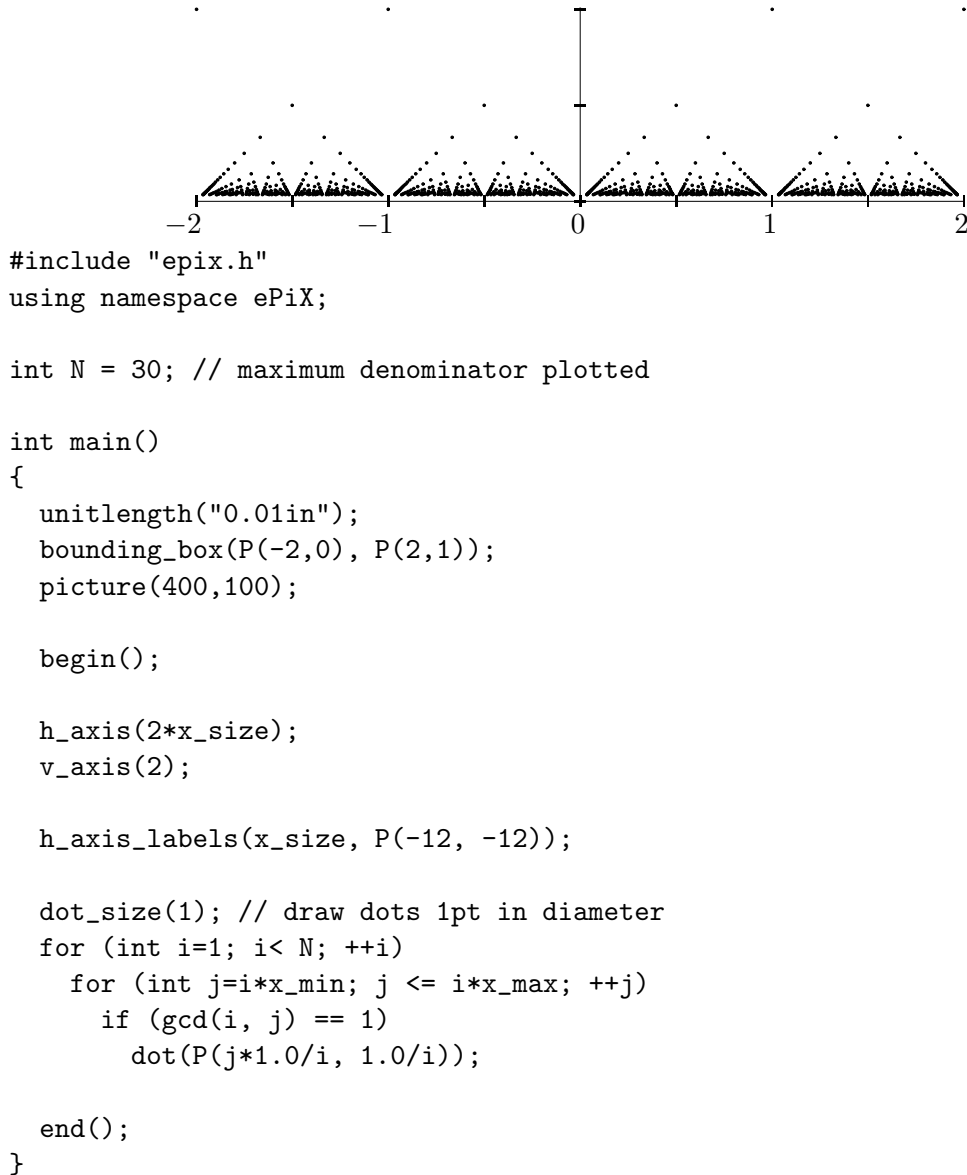 −2 −1 0 1 2
#include "epix.h"
using namespace ePiX;

int N = 30; // maximum denominator plotted

int main()
{
  unitlength("0.01in");
  bounding_box(P(-2,0), P(2,1));
  picture(400,100);

  begin();

  h_axis(2*x_size);
  v_axis(2);

  h_axis_labels(x_size, P(-12, -12));

  dot_size(1); // draw dots 1pt in diameter
  for (int i=1; i< N; ++i)
    for (int j=i*x_min; j <= i*x_max; ++j)
      if (gcd(i, j) == 1)
        dot(P(j*1.0/i, 1.0/i));

  end();
}